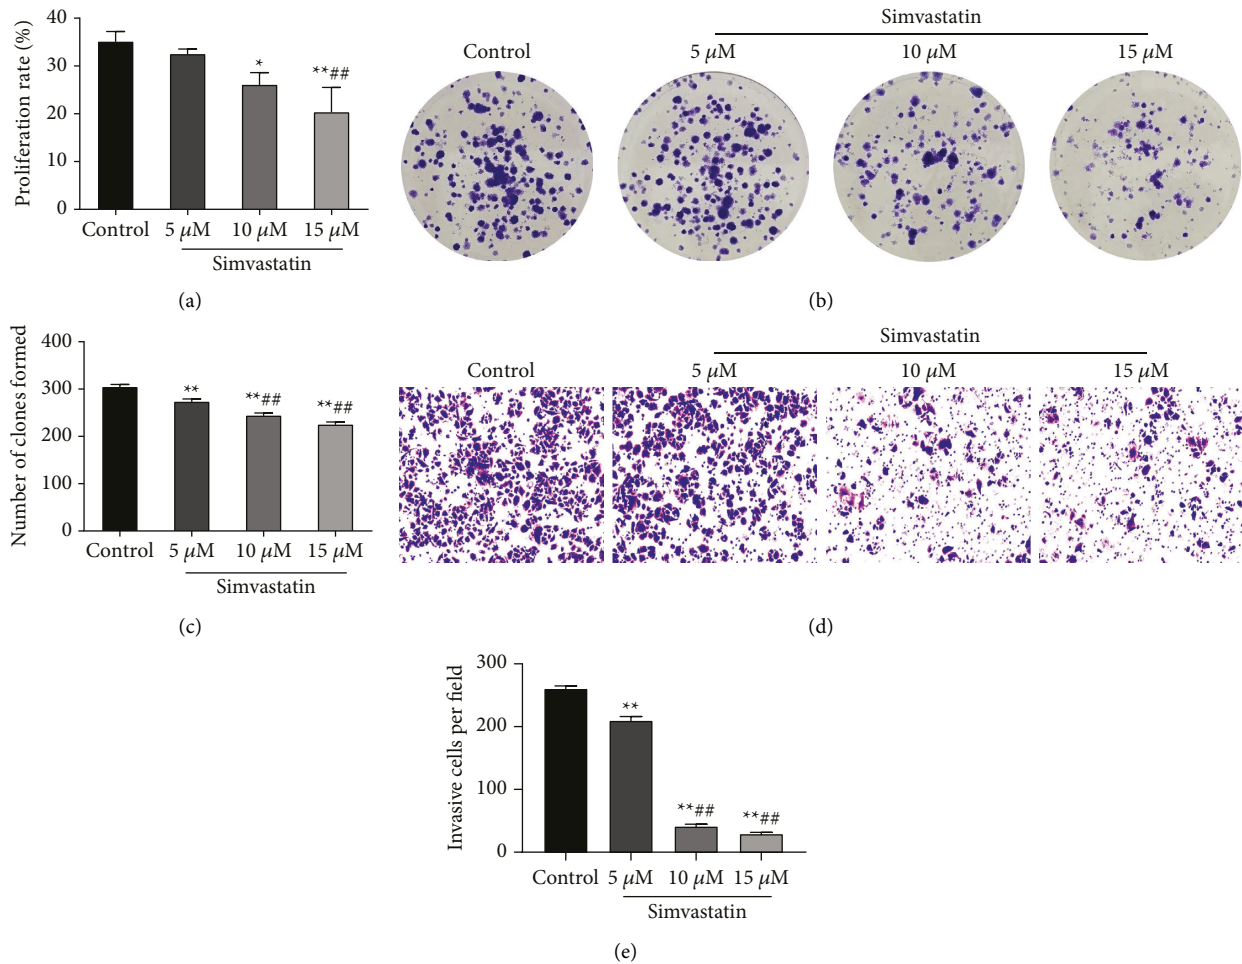 Proliferation rate (%)
40
30
20
10
0
*
**##
Control
5 μM
10 μM
15 μM
Simvastatin
(a)
Simvastatin
Control
5 μM
10 μM
15 μM
(b)
Number of clones formed
400
300
200
100
0
**
**##
**##
Control
5 μM
10 μM
15 μM
Simvastatin
(c)
Simvastatin
Control
5 μM
10 μM
15 μM
(d)
Invasive cells per field
300
200
100
0
**
**##
**##
Control
5 μM
10 μM
15 μM
Simvastatin
(e)